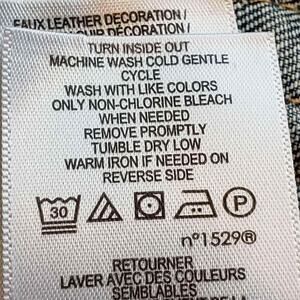 FAUX LEATHER DECORATION /
DÉCORATION /
TURN INSIDE OUT
MACHINE WASH COLD GENTLE
CYCLE
WASH WITH LIKE COLORS
ONLY NON-CHLORINE BLEACH
WHEN NEEDED
REMOVE PROMPTLY
TUMBLE DRY LOW
WARM IRON IF NEEDED ON
REVERSE SIDE
30 P
nº1529®
RETOURNER
LAVER AVEC DES COULEURS
SEMBLABLES